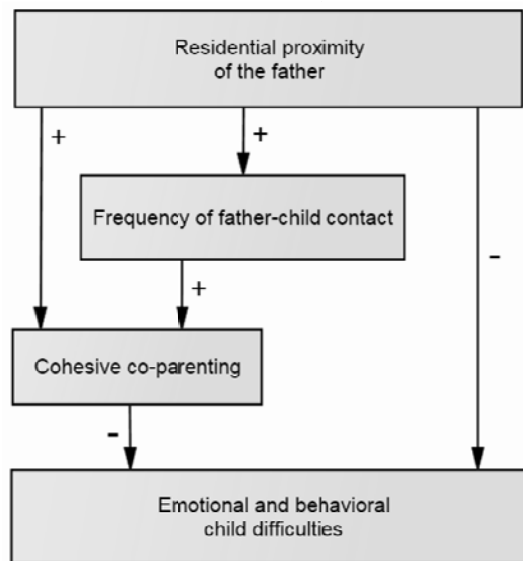 Residential proximity
of the father
+
+
Frequency of father-child contact
-
+
Cohesive co-parenting
-
Emotional and behavioral
child difficulties